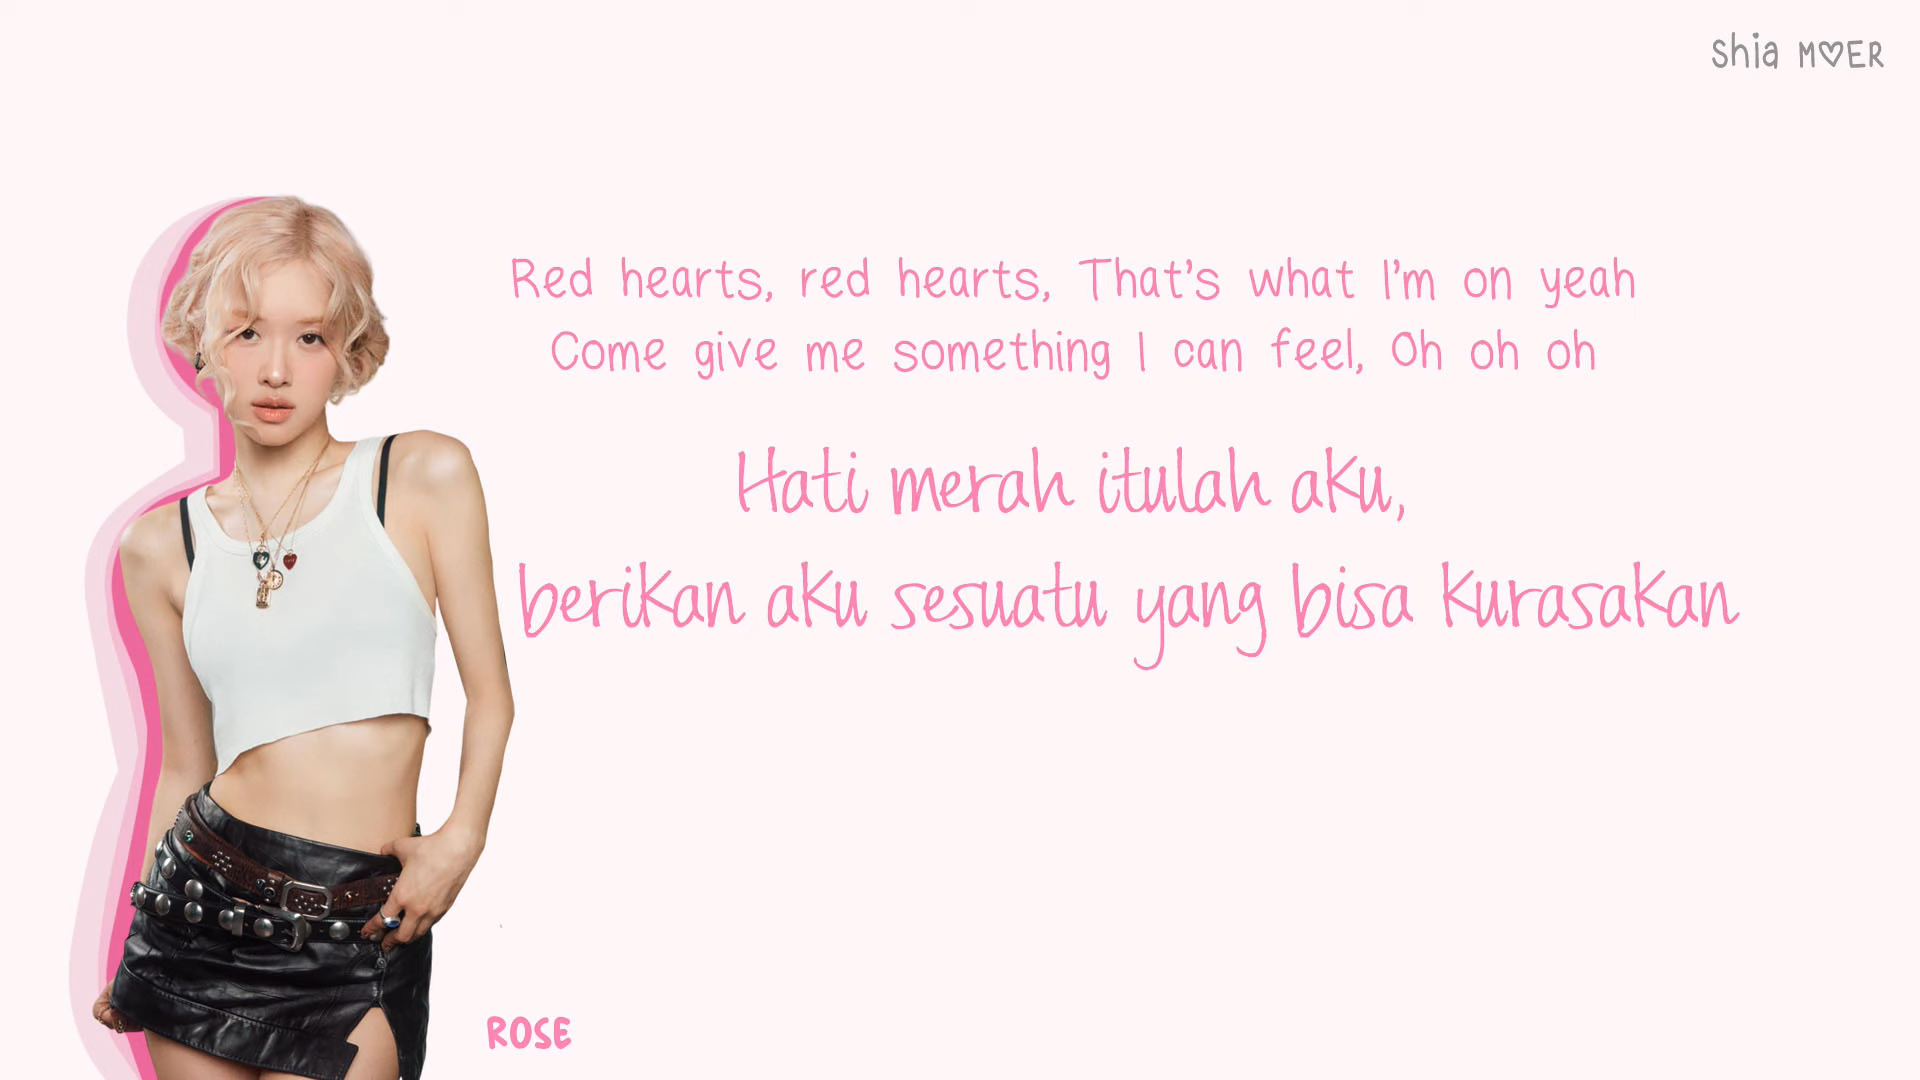 Shia M♡ER
Red hearts, red hearts, That's what I'm on yeah
Come give me something I can feel, Oh oh oh
Hati merah itulah aku,
berikan aku sesuatu yang bisa kurasakan
ROSE